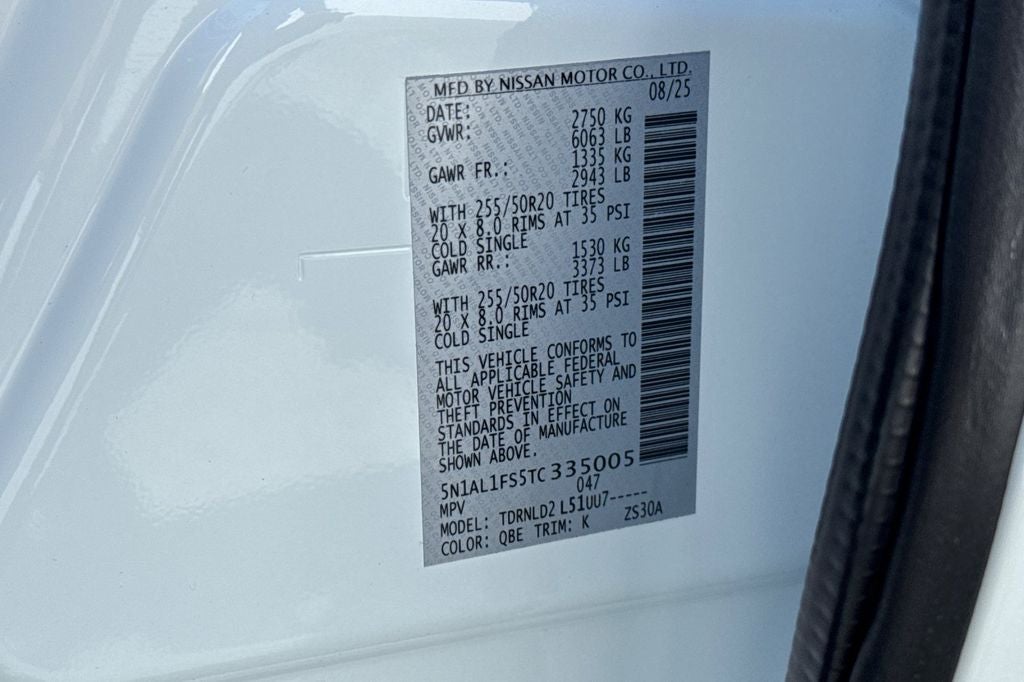 MFD BY NISSAN MOTOR CO., LTD.
DATE: 08/25
GVWR: 2750 KG
6063 LB
GAWR FR.: 1335 KG
2943 LB
WITH 255/50R20 TIRES
20 X 8.0 RIMS AT 35 PSI
COLD SINGLE
GAWR RR.: 1530 KG
3373 LB
WITH 255/50R20 TIRES
20 X 8.0 RIMS AT 35 PSI
COLD SINGLE
THIS VEHICLE CONFORMS TO
ALL APPLICABLE FEDERAL
MOTOR VEHICLE SAFETY AND
THEFT PREVENTION
STANDARDS IN EFFECT ON
THE DATE OF MANUFACTURE
SHOWN ABOVE.
5N1AL1FS5TC335005
MPV 047
MODEL: TDRNLD2 L51UU7-----
COLOR: QBE TRIM: K ZS30A